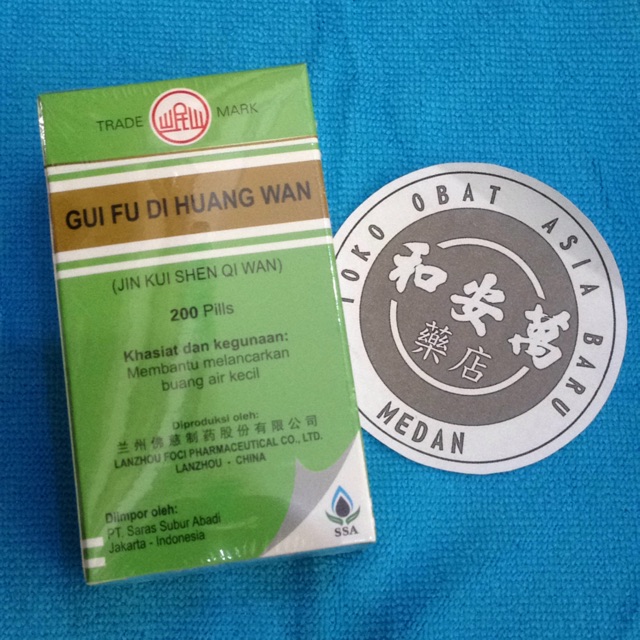 TRADE MARK
GUI FU DI HUANG WAN
(JIN KUI SHEN QI WAN)
200 Pills
Khasiat dan kegunaan:
Membantu melancarkan
buang air kecil
Diproduksi oleh:
兰州佛慈制药股份有限公司
LANZHOU FOCI PHARMACEUTICAL CO., LTD.
LANZHOU - CHINA
Diimpor oleh:
PT. Saras Subur Abadi
Jakarta - Indonesia
SSA
TOKO OBAT ASIA BARU
和安萬
藥店
MEDAN